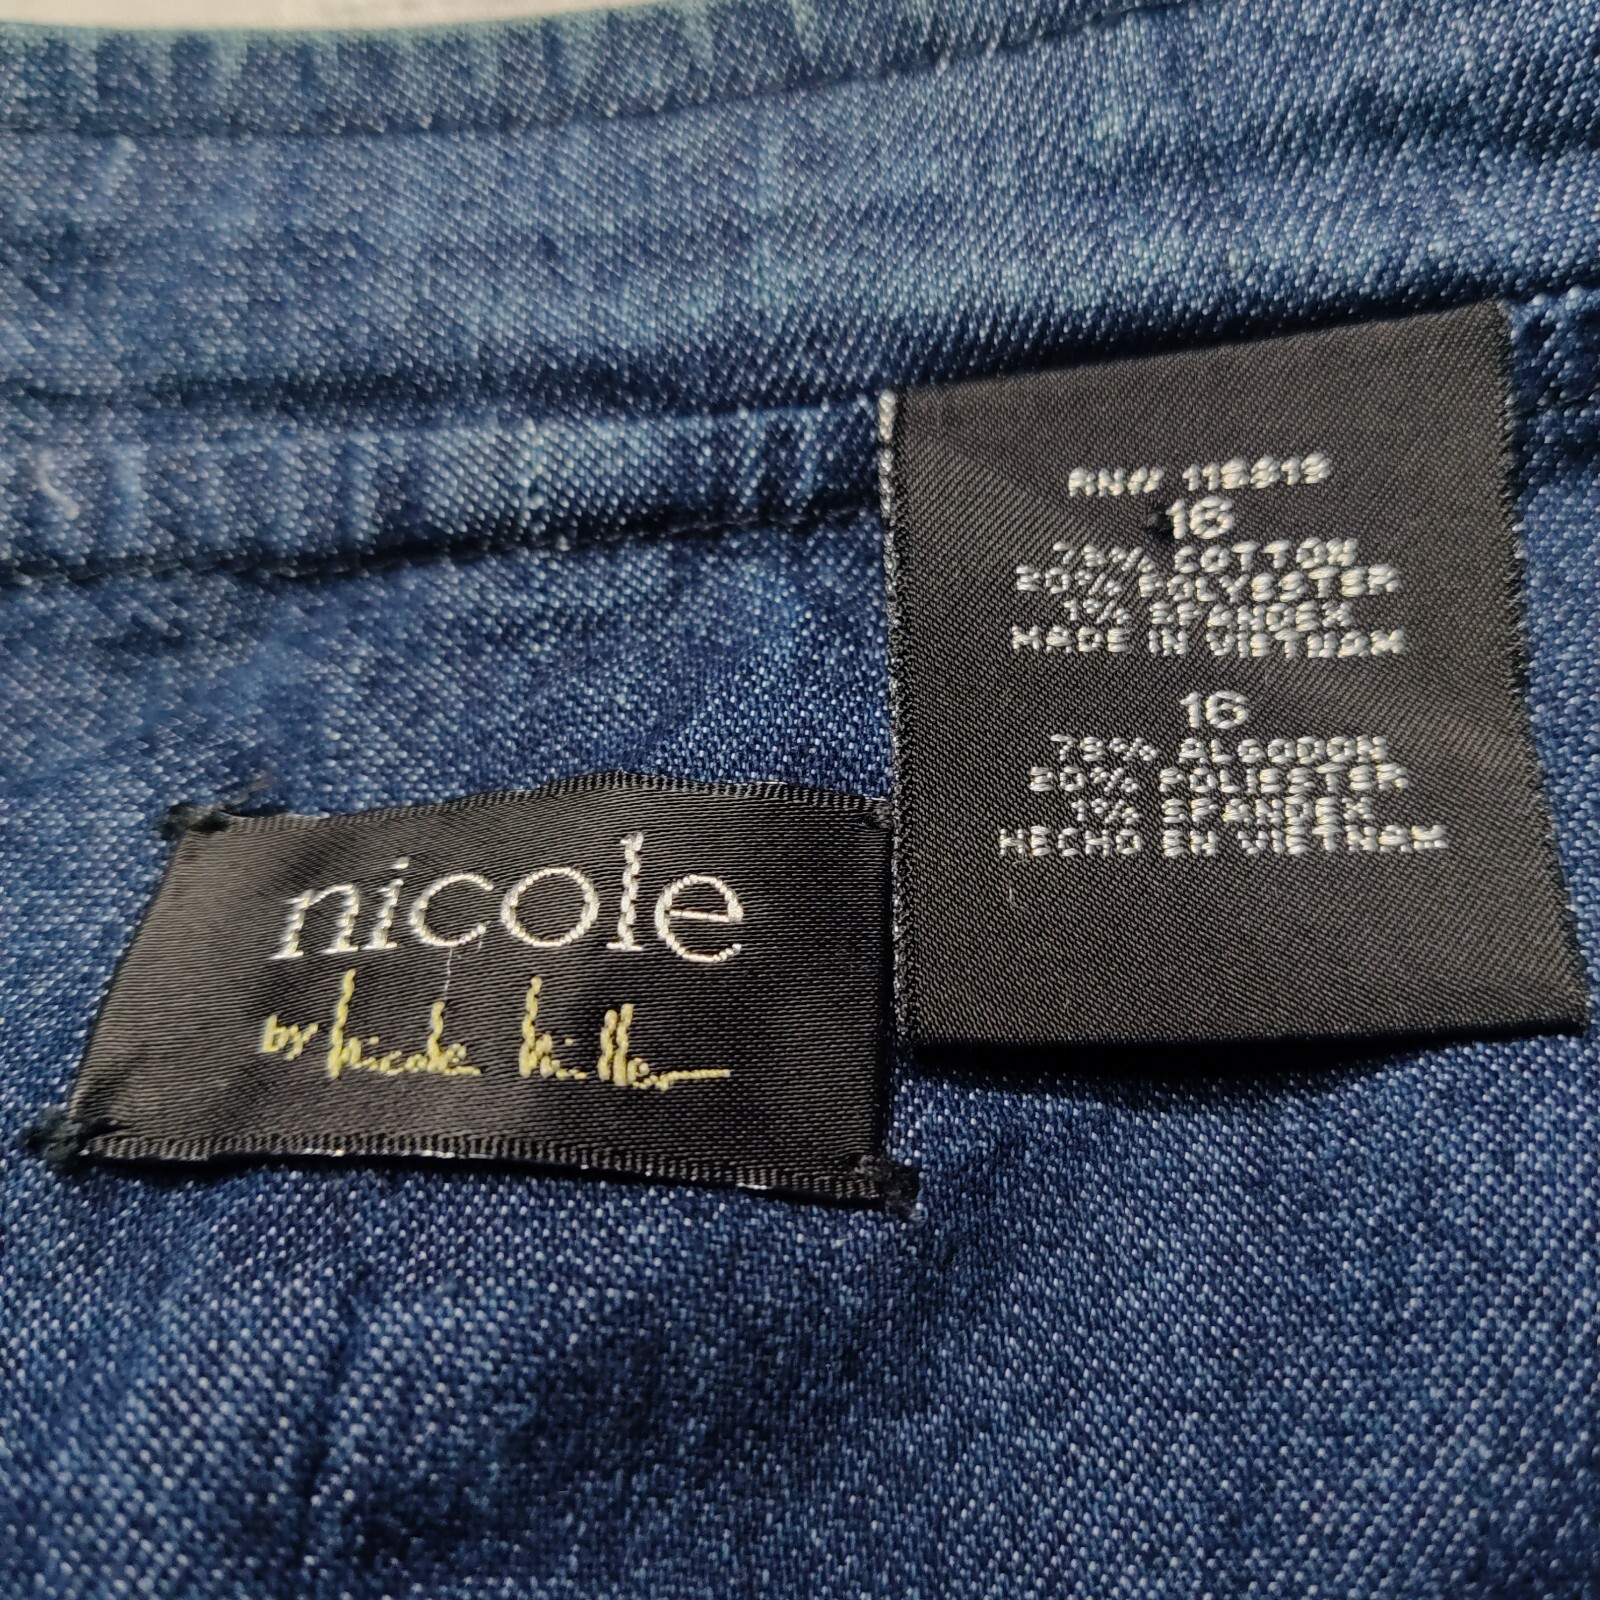 nicole
by nicole miller
RN# 119819
16
79% COTTON
20% POLYESTER
1% SPANDEX
MADE IN VIETNAM
16
79% ALGODON
20% POLIESTER
1% SPANDEX
HECHO EN VIETNAM